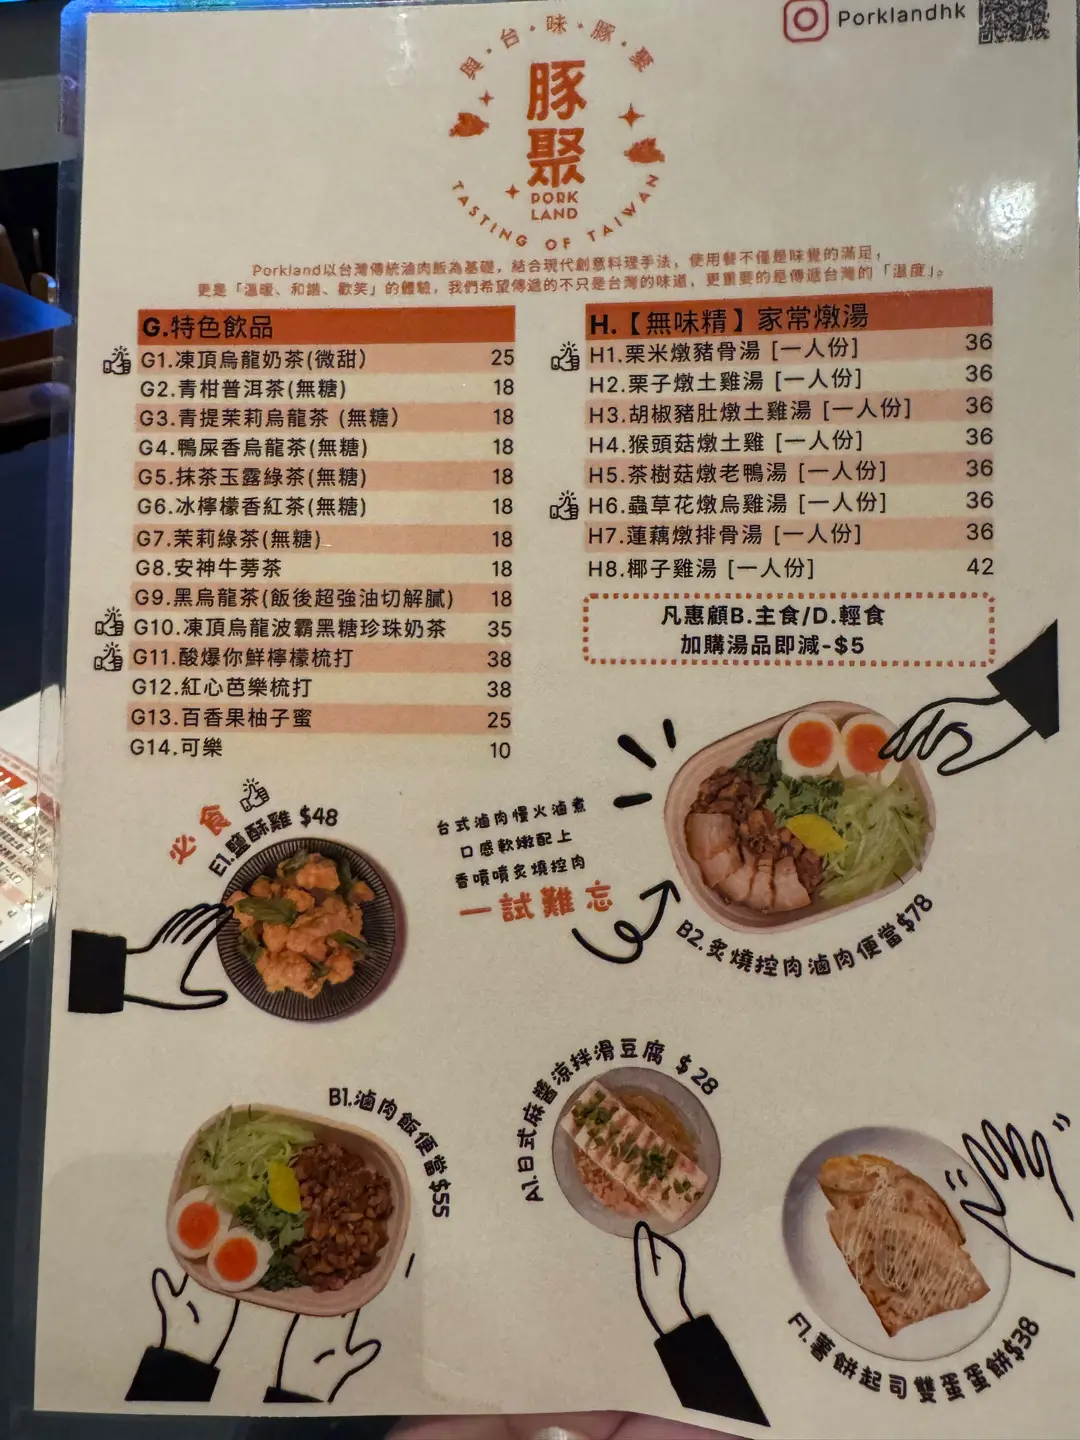 Porklandhk
與·台·味·豚·聚
豚聚
PORK
LAND
TASTING OF TAIWAN
Porkland以台灣傳統滷肉飯為基礎，結合現代創意料理手法，使用餐不僅是味覺的滿足，
更是「溫暖、和諧、歡笑」的體驗，我們希望傳遞的不只是台灣的味道，更重要的是傳遞台灣的「溫度」。
G.特色飲品
G1.凍頂烏龍奶茶(微甜) 25
G2.青柑普洱茶(無糖) 18
G3.青提茉莉烏龍茶 (無糖) 18
G4.鴨屎香烏龍茶(無糖) 18
G5.抹茶玉露綠茶(無糖) 18
G6.冰檸檬香紅茶(無糖) 18
G7.茉莉綠茶(無糖) 18
G8.安神牛蒡茶 18
G9.黑烏龍茶(飯後超強油切解膩) 18
G10.凍頂烏龍波霸黑糖珍珠奶茶 35
G11.酸爆你鮮檸檬梳打 38
G12.紅心芭樂梳打 38
G13.百香果柚子蜜 25
G14.可樂 10
H.【無味精】家常燉湯
H1.栗米燉豬骨湯 [一人份] 36
H2.栗子燉土雞湯 [一人份] 36
H3.胡椒豬肚燉土雞湯 [一人份] 36
H4.猴頭菇燉土雞 [一人份] 36
H5.茶樹菇燉老鴨湯 [一人份] 36
H6.蟲草花燉烏雞湯 [一人份] 36
H7.蓮藕燉排骨湯 [一人份] 36
H8.椰子雞湯 [一人份] 42
凡惠顧B.主食/D.輕食
加購湯品即減-$5
必食
E1.鹽酥雞 $48
台式滷肉慢火滷煮
口感軟嫩配上
香噴噴炙燒控肉
一試難忘
B2.炙燒控肉滷肉便當$78
B1.滷肉飯便當$55
A1.日式麻醬涼拌滑豆腐 $28
F7.薯餅起司雙蛋蛋餅$38